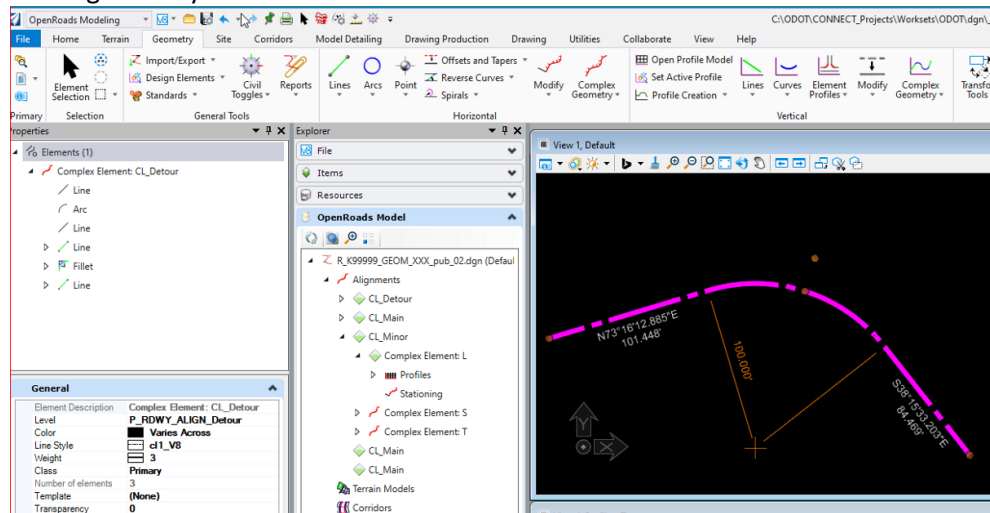 OpenRoads Modeling
C:\ODOT\CONNECT_Projects\Worksets\ODOT\dgn\_
File Home Terrain Geometry Site Corridors Model Detailing Drawing Production Drawing Utilities Collaborate View Help
Element Selection
Import/Export
Design Elements
Standards
Civil Toggles
Reports
Lines
Arcs
Point
Offsets and Tapers
Reverse Curves
Spirals
Modify
Complex Geometry
Open Profile Model
Set Active Profile
Profile Creation
Lines
Curves
Element Profiles
Modify
Complex Geometry
Transfo
Tools
Primary Selection General Tools Horizontal Vertical
roperties
Elements (1)
Complex Element: CL_Detour
Line
Arc
Line
Line
Fillet
Line
General
Element Description Complex Element: CL_Detour
Level P_RDWY_ALIGN_Detour
Color Varies Across
Line Style cl1_V8
Weight 3
Class Primary
Number of elements 3
Template (None)
Transparency 0
Explorer
File
Items
Resources
OpenRoads Model
R_K99999_GEOM_XXX_pub_02.dgn (Defaul
Alignments
CL_Detour
CL_Main
CL_Minor
Complex Element: L
Profiles
Stationing
Complex Element: S
Complex Element: T
CL_Main
CL_Main
Terrain Models
Corridors
View 1, Default
N73°16'12.885"E
101.448'
100.000'
S38°15'33.203"E
84.469'
Y
X